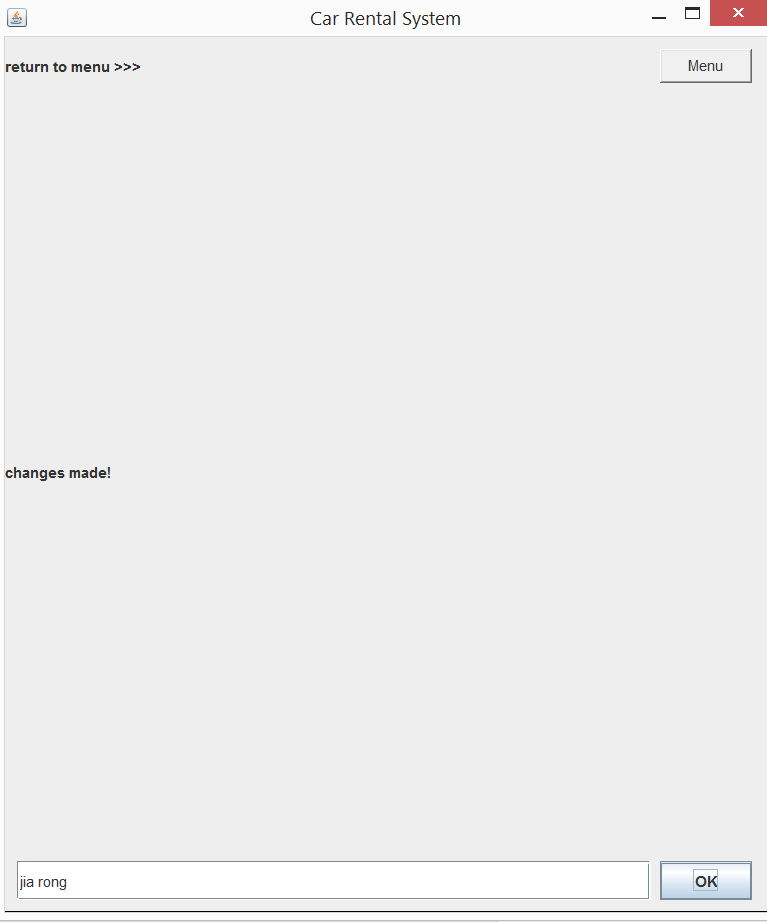 Car Rental System
return to menu >>>
Menu
changes made!
jia rong
OK